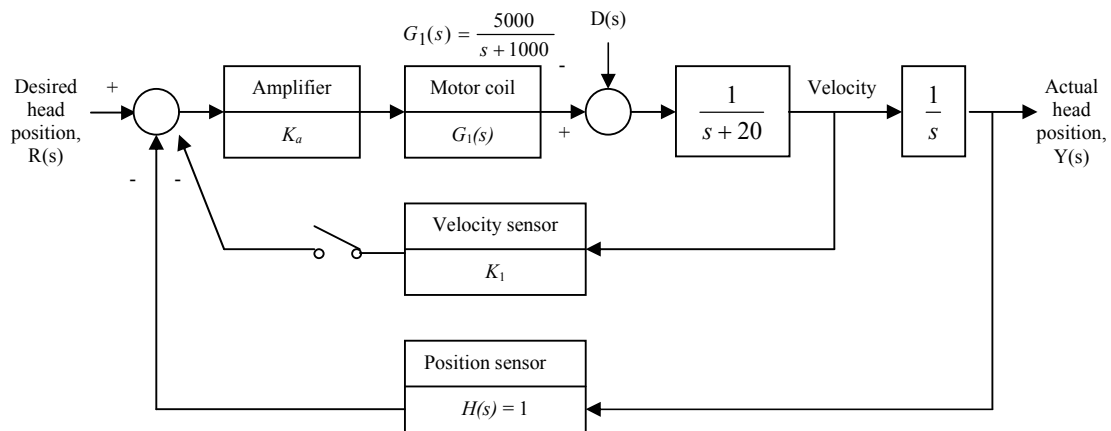 G₁(s) = 5000 / (s + 1000)
D(s)
-
+
Desired
head
position,
R(s)
Amplifier
Kₐ
Motor coil
G₁(s)
+
1 / (s + 20)
Velocity
1 / s
Actual
head
position,
Y(s)
-
-
Velocity sensor
K₁
Position sensor
H(s) = 1